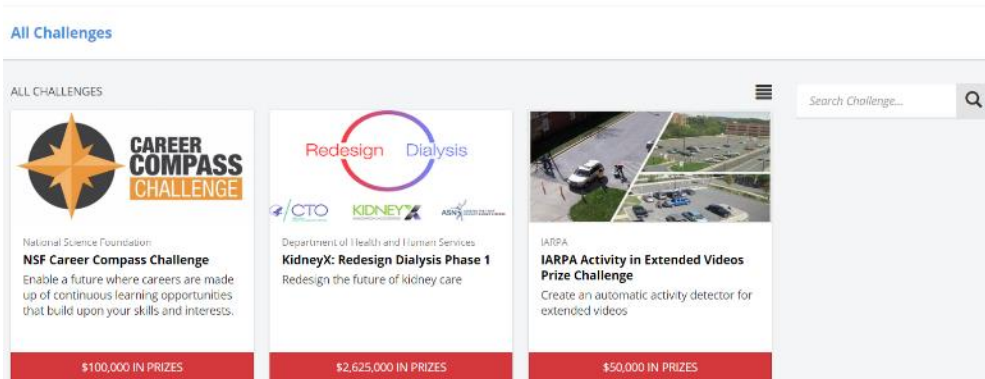 All Challenges
ALL CHALLENGES
Search Challenge...
CAREER
COMPASS
CHALLENGE
National Science Foundation
NSF Career Compass Challenge
Enable a future where careers are made
up of continuous learning opportunities
that build upon your skills and interests.
$100,000 IN PRIZES
Redesign Dialysis
CTO
KIDNEYX
ASN
Department of Health and Human Services
KidneyX: Redesign Dialysis Phase 1
Redesign the future of kidney care
$2,625,000 IN PRIZES
IARPA
IARPA Activity in Extended Videos
Prize Challenge
Create an automatic activity detector for
extended videos
$50,000 IN PRIZES